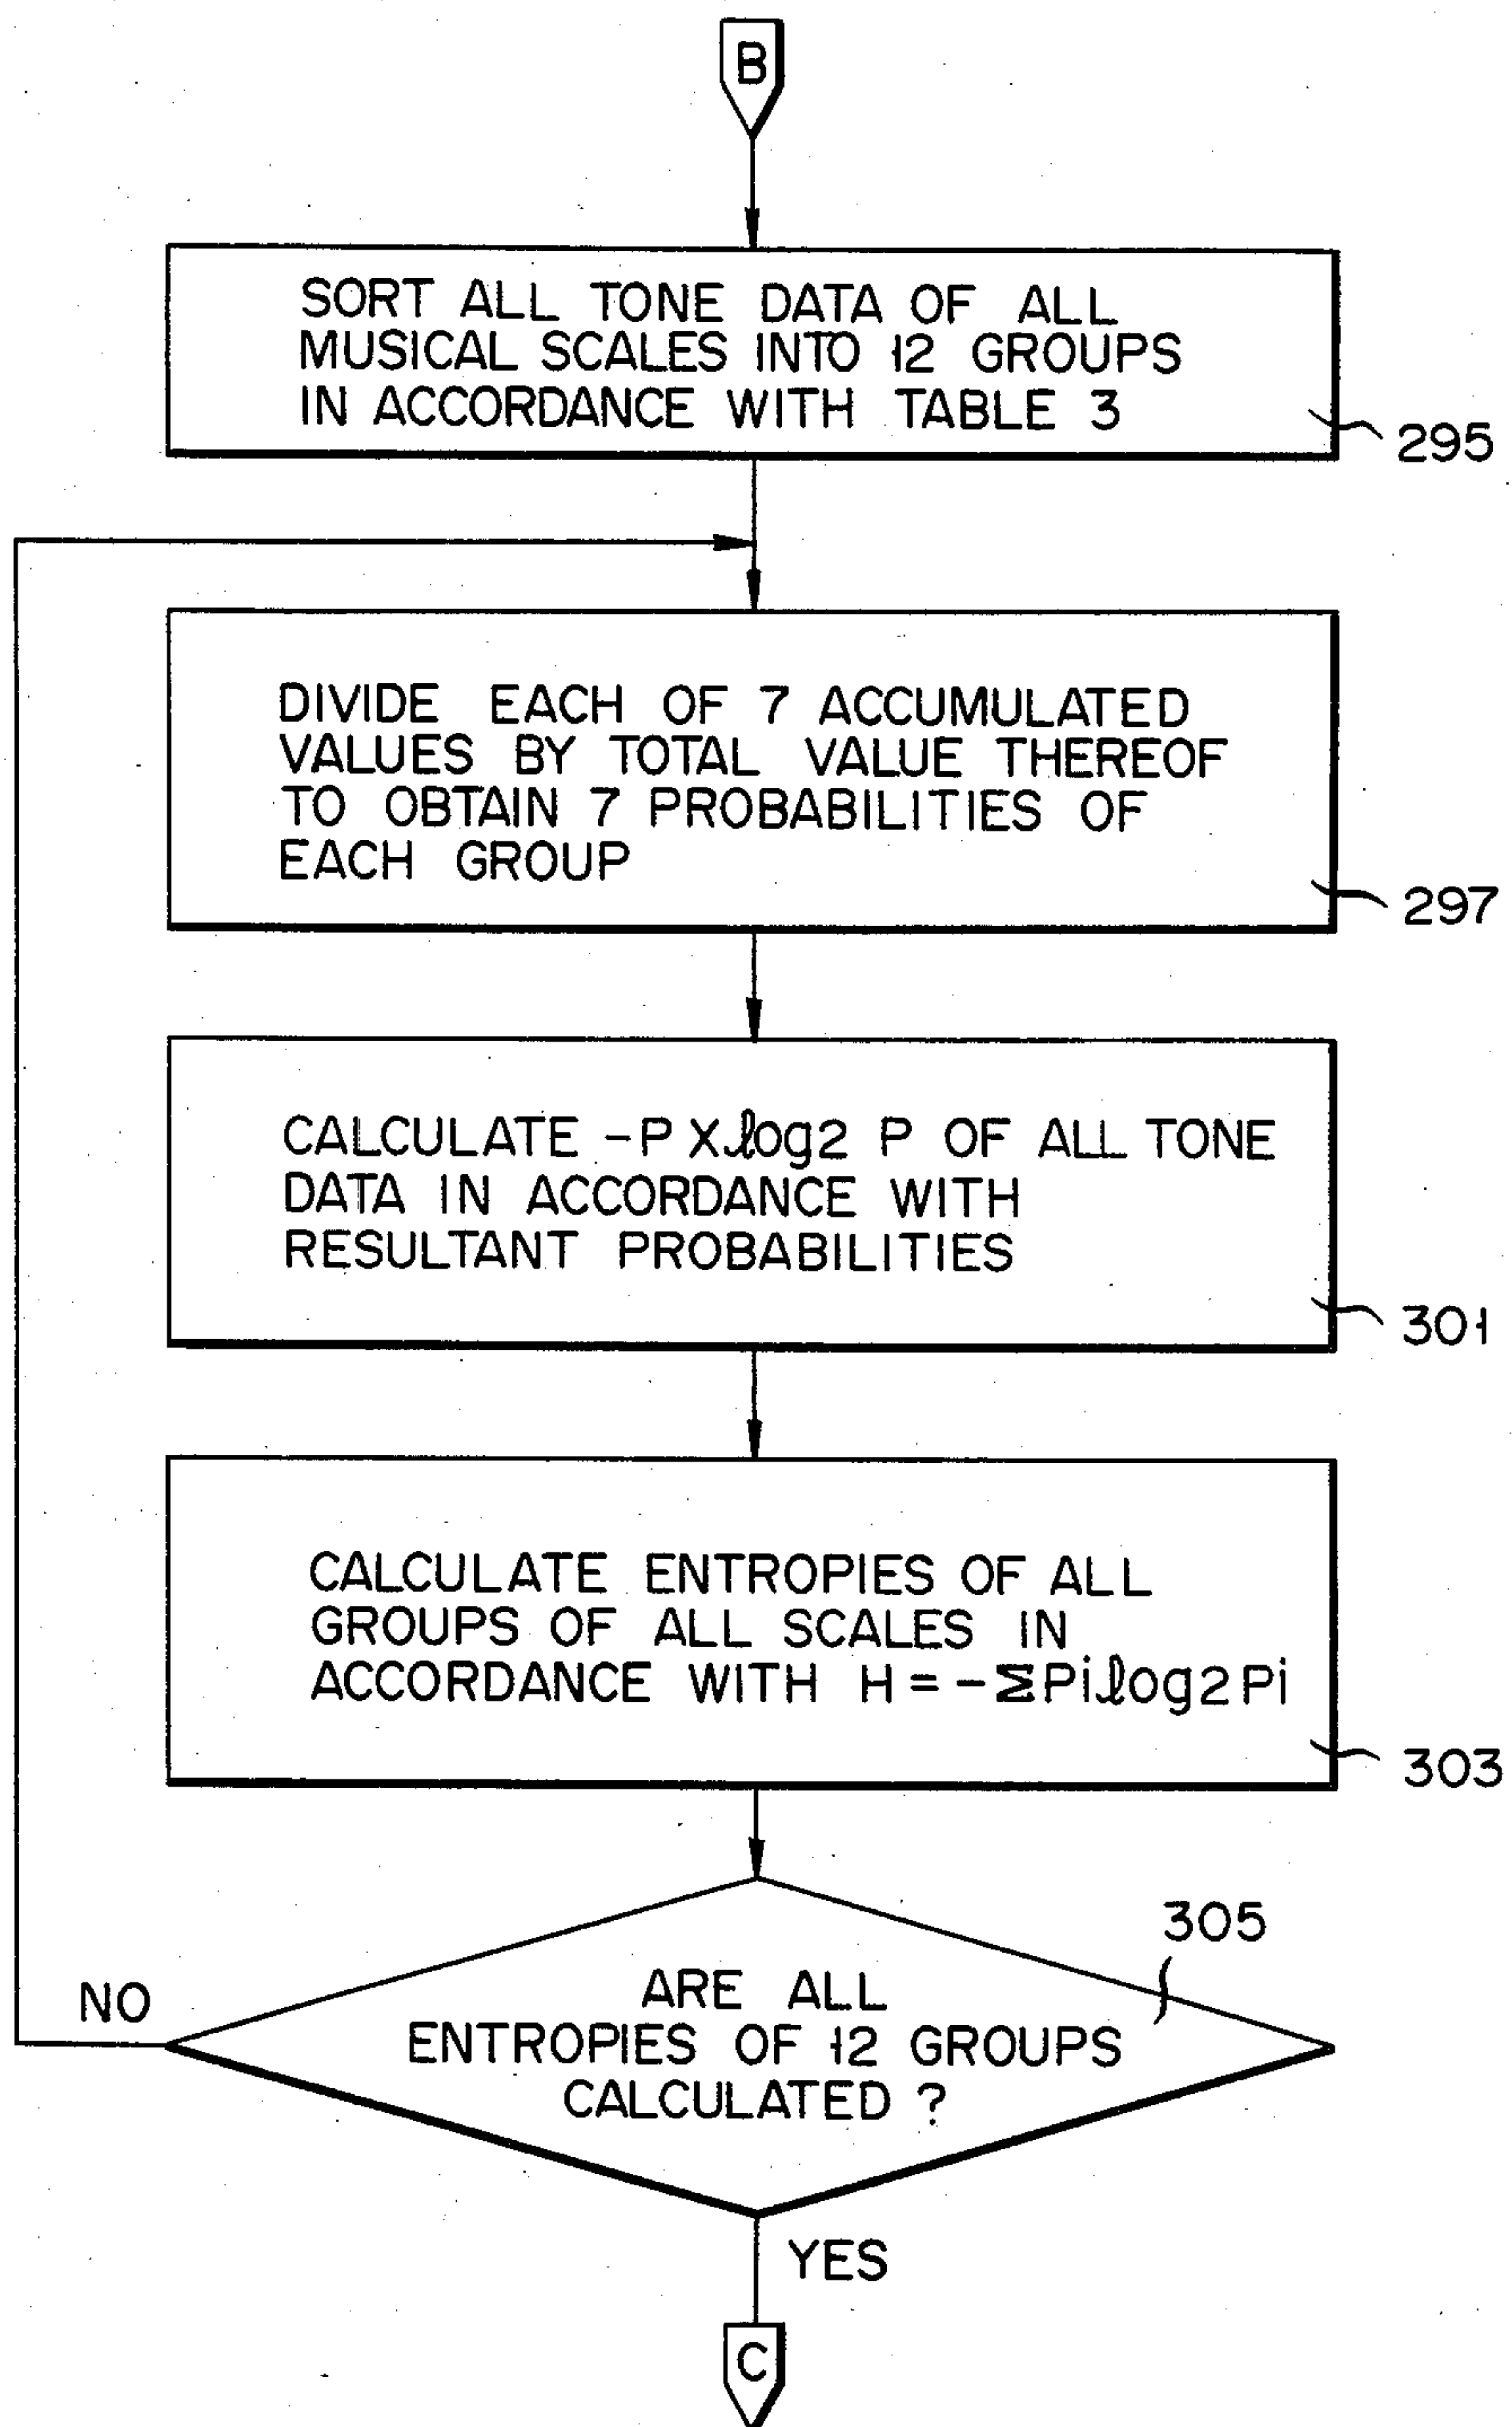 B
SORT ALL TONE DATA OF ALL
MUSICAL SCALES INTO 12 GROUPS
IN ACCORDANCE WITH TABLE 3
295
DIVIDE EACH OF 7 ACCUMULATED
VALUES BY TOTAL VALUE THEREOF
TO OBTAIN 7 PROBABILITIES OF
EACH GROUP
297
CALCULATE -P X log2 P OF ALL TONE
DATA IN ACCORDANCE WITH
RESULTANT PROBABILITIES
301
CALCULATE ENTROPIES OF ALL
GROUPS OF ALL SCALES IN
ACCORDANCE WITH H = -ΣPi log2 Pi
303
305
ARE ALL
ENTROPIES OF 12 GROUPS
CALCULATED ?
NO
YES
C